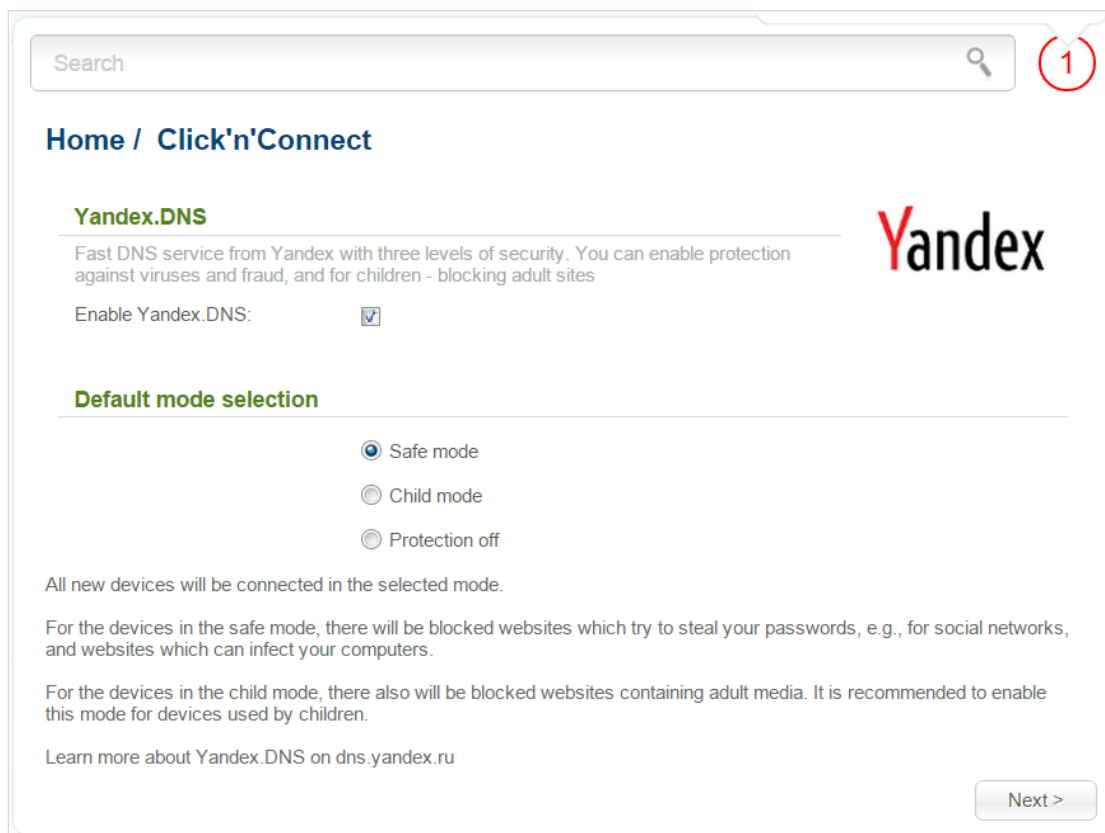 Search
1
Home / Click'n'Connect
Yandex.DNS
Yandex
Fast DNS service from Yandex with three levels of security. You can enable protection
against viruses and fraud, and for children - blocking adult sites
Enable Yandex.DNS:
Default mode selection
Safe mode
Child mode
Protection off
All new devices will be connected in the selected mode.
For the devices in the safe mode, there will be blocked websites which try to steal your passwords, e.g., for social networks,
and websites which can infect your computers.
For the devices in the child mode, there also will be blocked websites containing adult media. It is recommended to enable
this mode for devices used by children.
Learn more about Yandex.DNS on dns.yandex.ru
Next >